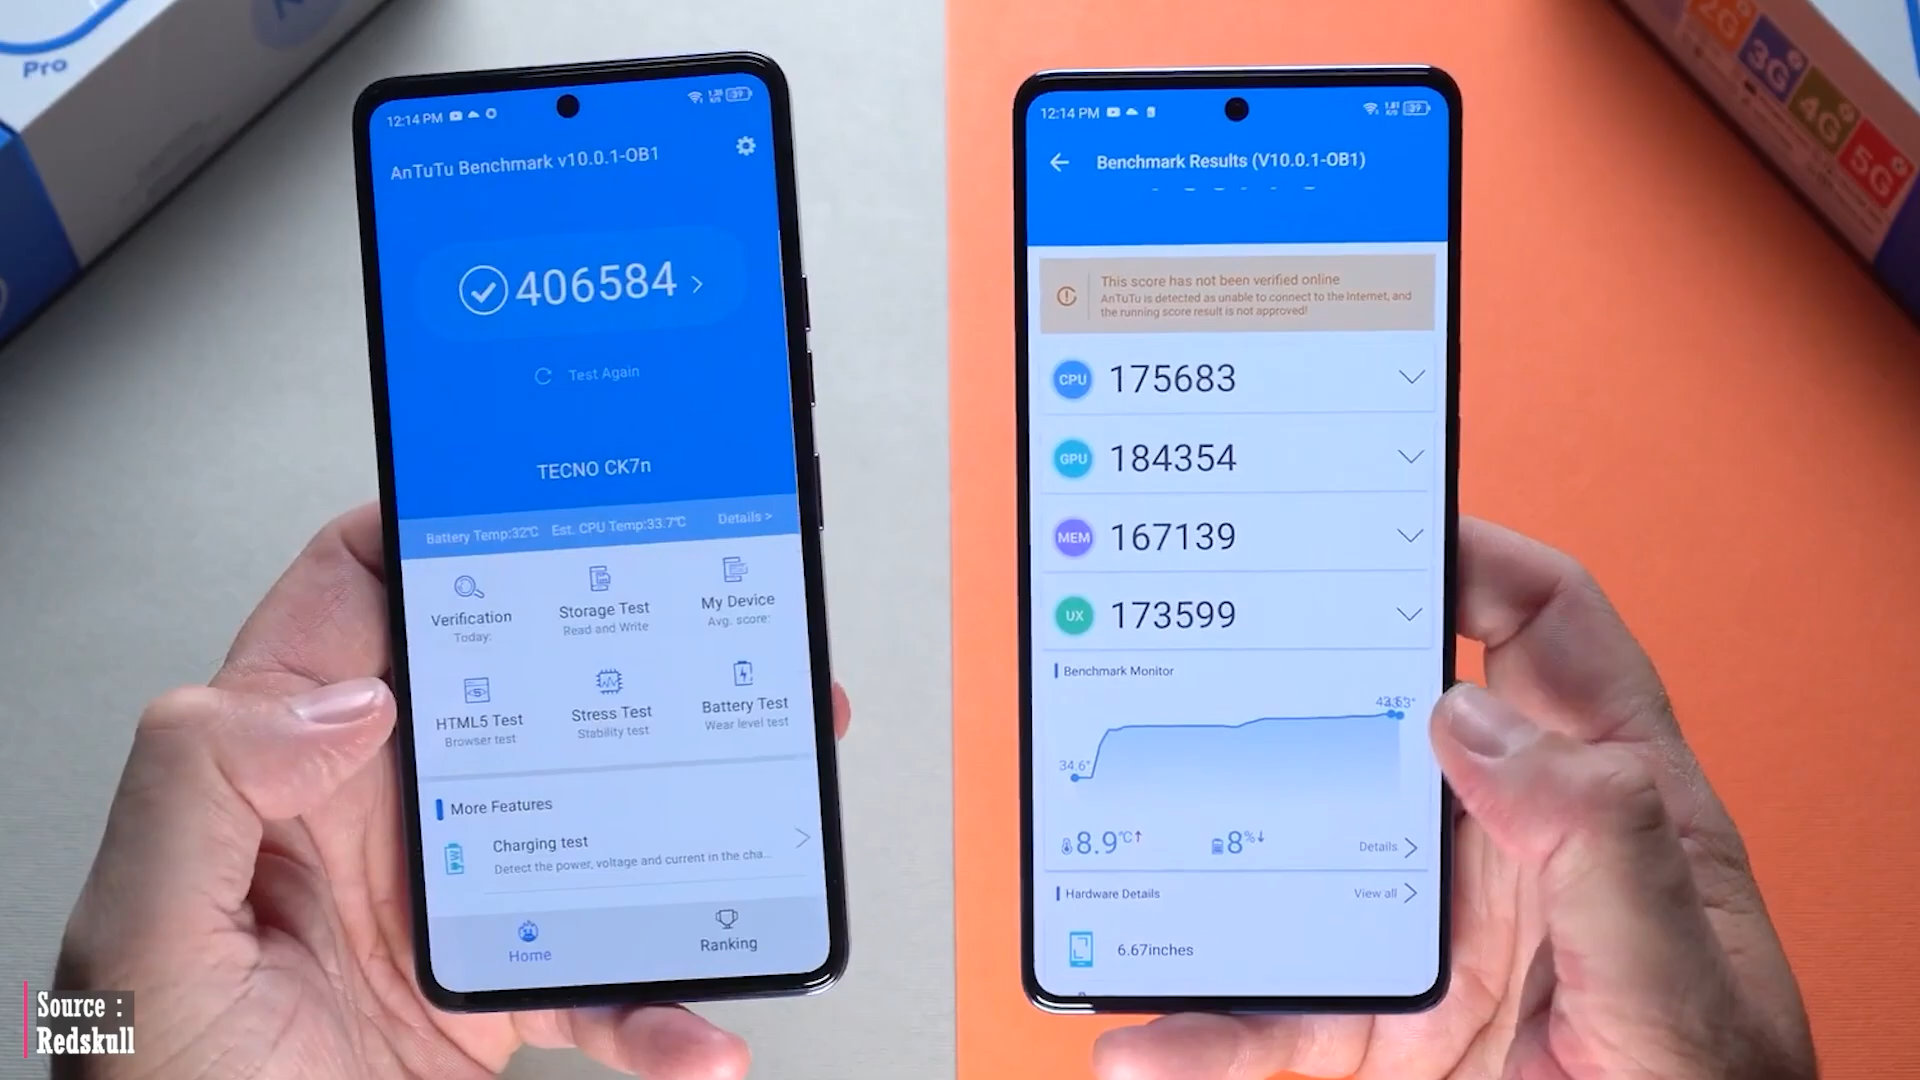 Pro
12:14 PM
39
AnTuTu Benchmark v10.0.1-OB1
406584
Test Again
TECNO CK7n
Battery Temp:32℃ Est. CPU Temp:33.7℃ Details >
Verification
Today:
Storage Test
Read and Write
My Device
Avg. score:
HTML5 Test
Browser test
Stress Test
Stability test
Battery Test
Wear level test
More Features
Charging test
Detect the power, voltage and current in the cha...
Home
Ranking
12:14 PM
39
Benchmark Results (V10.0.1-OB1)
This score has not been verified online
AnTuTu is detected as unable to connect to the Internet, and
the running score result is not approved!
CPU 175683
GPU 184354
MEM 167139
UX 173599
Benchmark Monitor
34.6°
8.9℃↑ 8%↓ Details
Hardware Details View all
6.67inches
2G
3G
4G
5G
Source :
Redskull